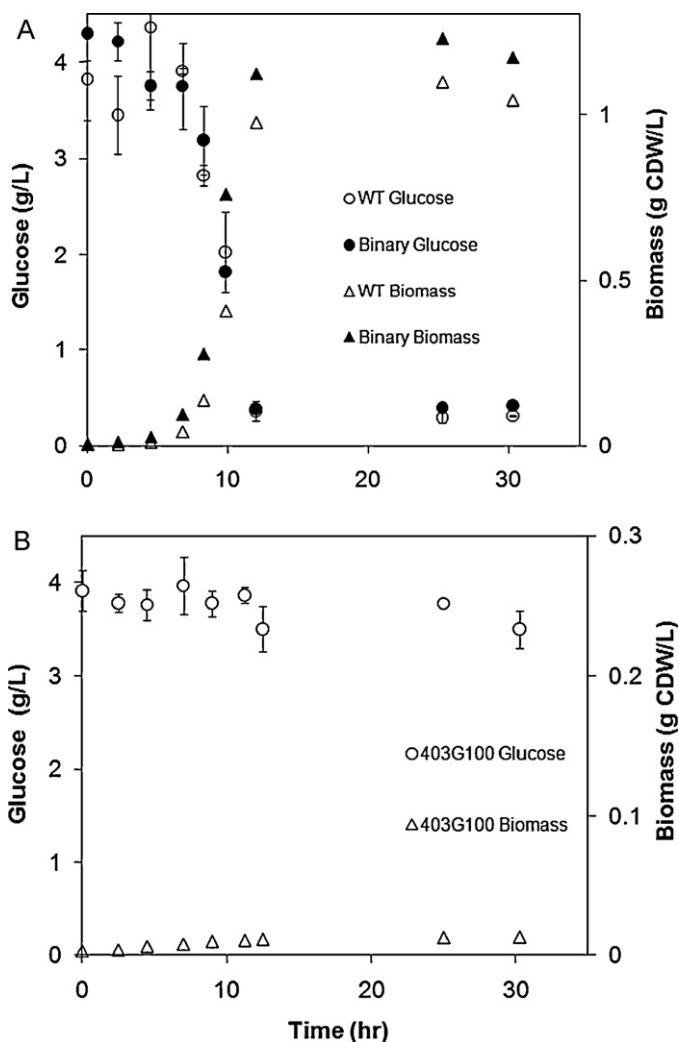 A
Glucose (g/L)
4
3
2
1
0
0
10
20
30
1
0.5
0
Biomass (g CDW/L)
WT Glucose
Binary Glucose
WT Biomass
Binary Biomass
B
Glucose (g/L)
4
3
2
1
0
0
10
20
30
0.3
0.2
0.1
0
Biomass (g CDW/L)
403G100 Glucose
403G100 Biomass
Time (hr)